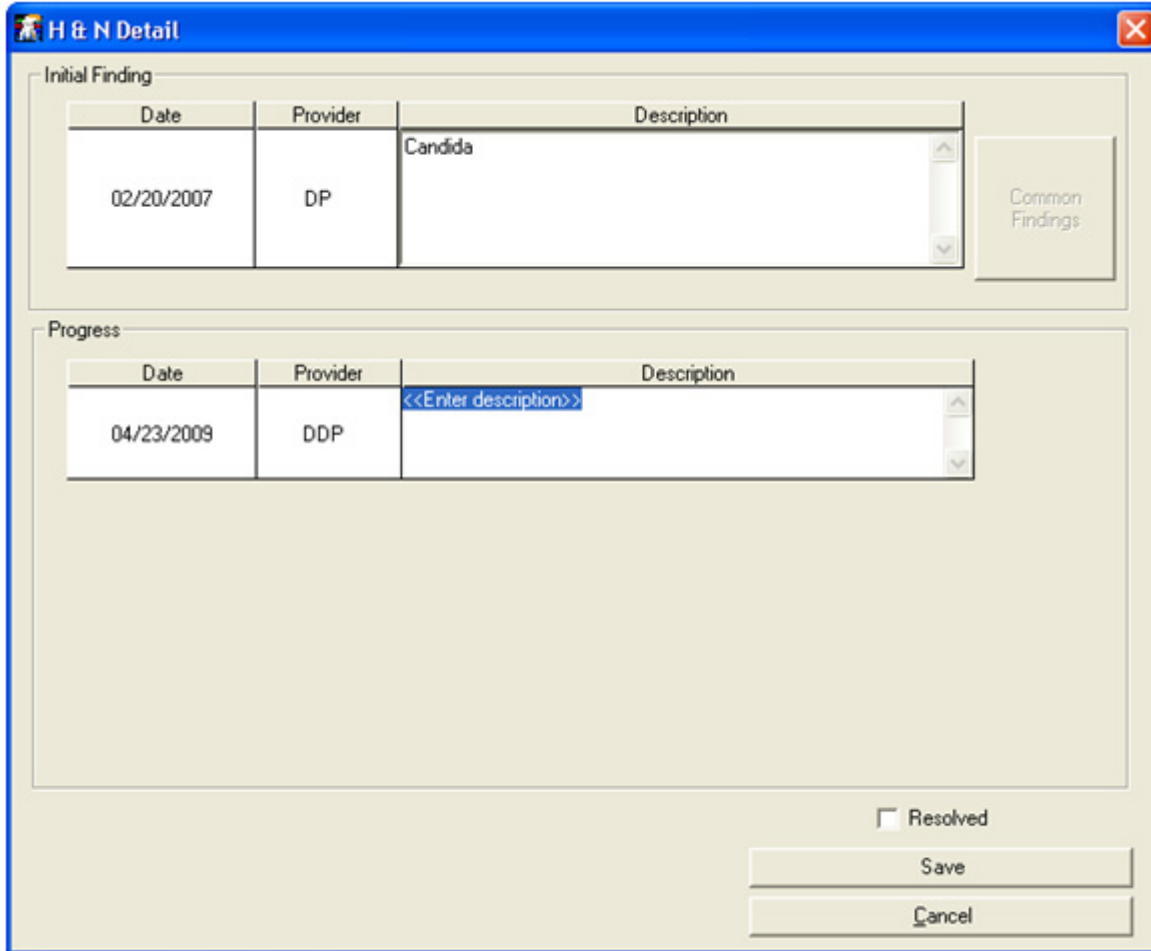 H & N Detail
Initial Finding
Date Provider Description
02/20/2007 DP Candida
Common
Findings
Progress
Date Provider Description
04/23/2009 DDP <<Enter description>>
Resolved
Save
Cancel